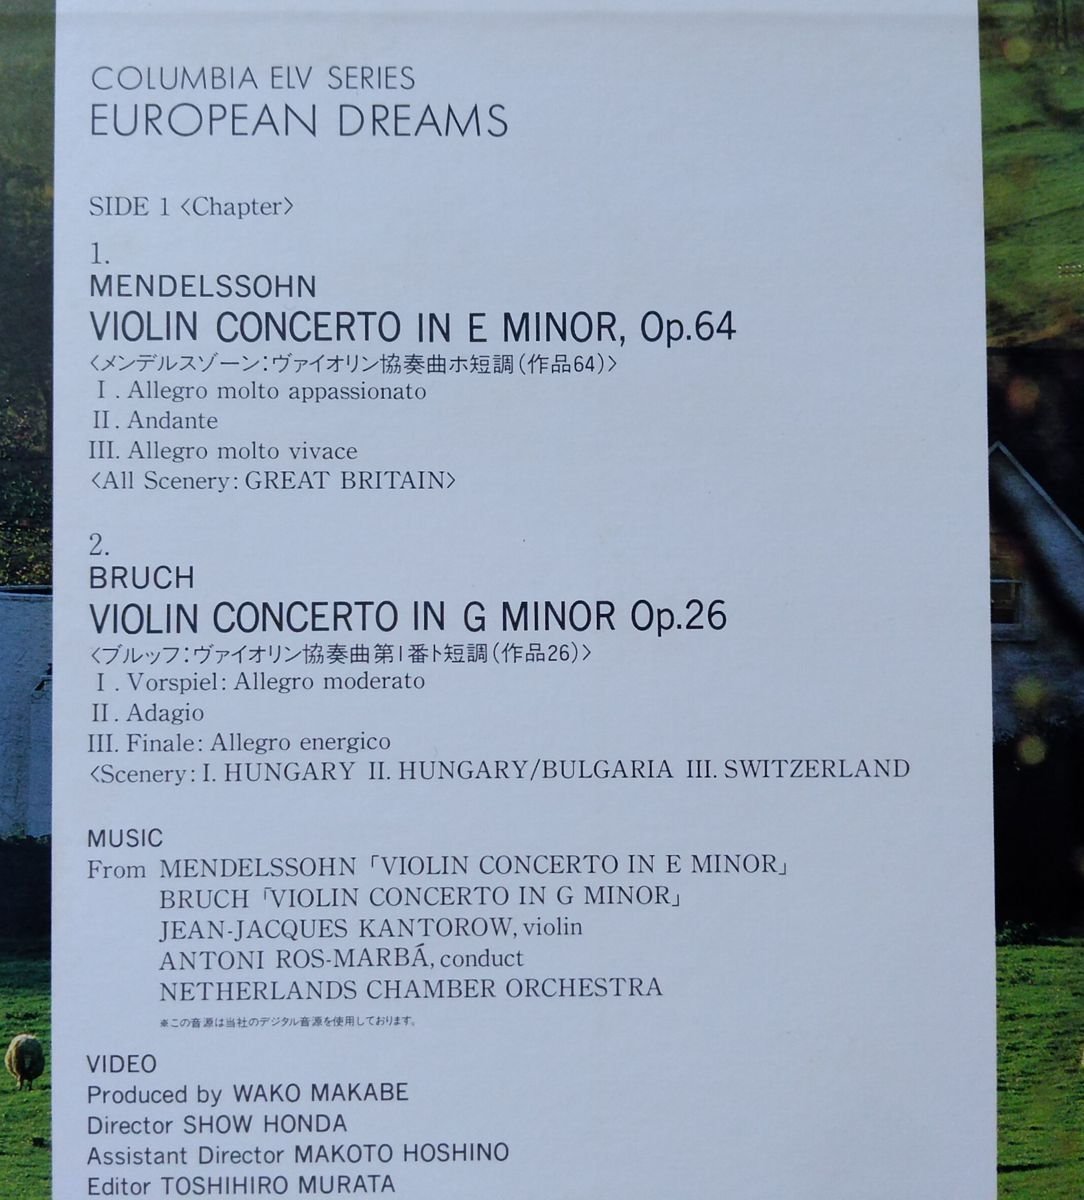 COLUMBIA ELV SERIES
EUROPEAN DREAMS
SIDE 1 〈Chapter〉
1.
MENDELSSOHN
VIOLIN CONCERTO IN E MINOR, Op.64
〈メンデルスゾーン:ヴァイオリン協奏曲ホ短調(作品64)〉
I. Allegro molto appassionato
II. Andante
III. Allegro molto vivace
〈All Scenery: GREAT BRITAIN〉
2.
BRUCH
VIOLIN CONCERTO IN G MINOR Op.26
〈ブルッフ:ヴァイオリン協奏曲第1番ト短調(作品26)〉
I. Vorspiel: Allegro moderato
II. Adagio
III. Finale: Allegro energico
〈Scenery: I. HUNGARY II. HUNGARY/BULGARIA III. SWITZERLAND
MUSIC
From MENDELSSOHN「VIOLIN CONCERTO IN E MINOR」
BRUCH「VIOLIN CONCERTO IN G MINOR」
JEAN-JACQUES KANTOROW, violin
ANTONI ROS-MARBÁ, conduct
NETHERLANDS CHAMBER ORCHESTRA
※この音源は当社のデジタル音源を使用しております。
VIDEO
Produced by WAKO MAKABE
Director SHOW HONDA
Assistant Director MAKOTO HOSHINO
Editor TOSHIHIRO MURATA